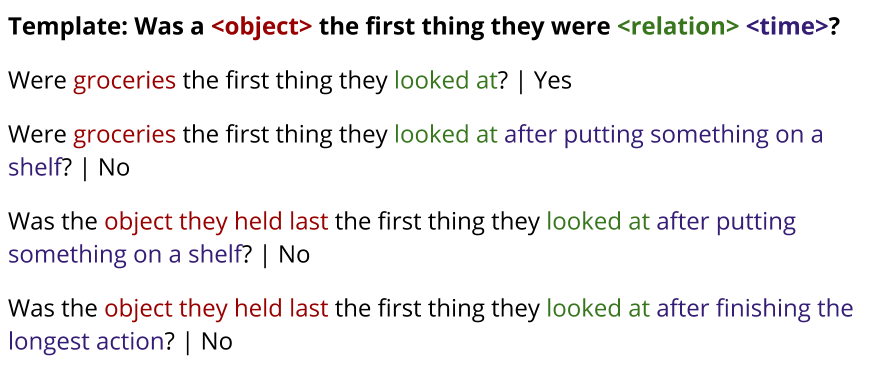 Template: Was a <object> the first thing they were <relation> <time>?
Were groceries the first thing they looked at? | Yes
Were groceries the first thing they looked at after putting something on a
shelf? | No
Was the object they held last the first thing they looked at after putting
something on a shelf? | No
Was the object they held last the first thing they looked at after finishing the
longest action? | No